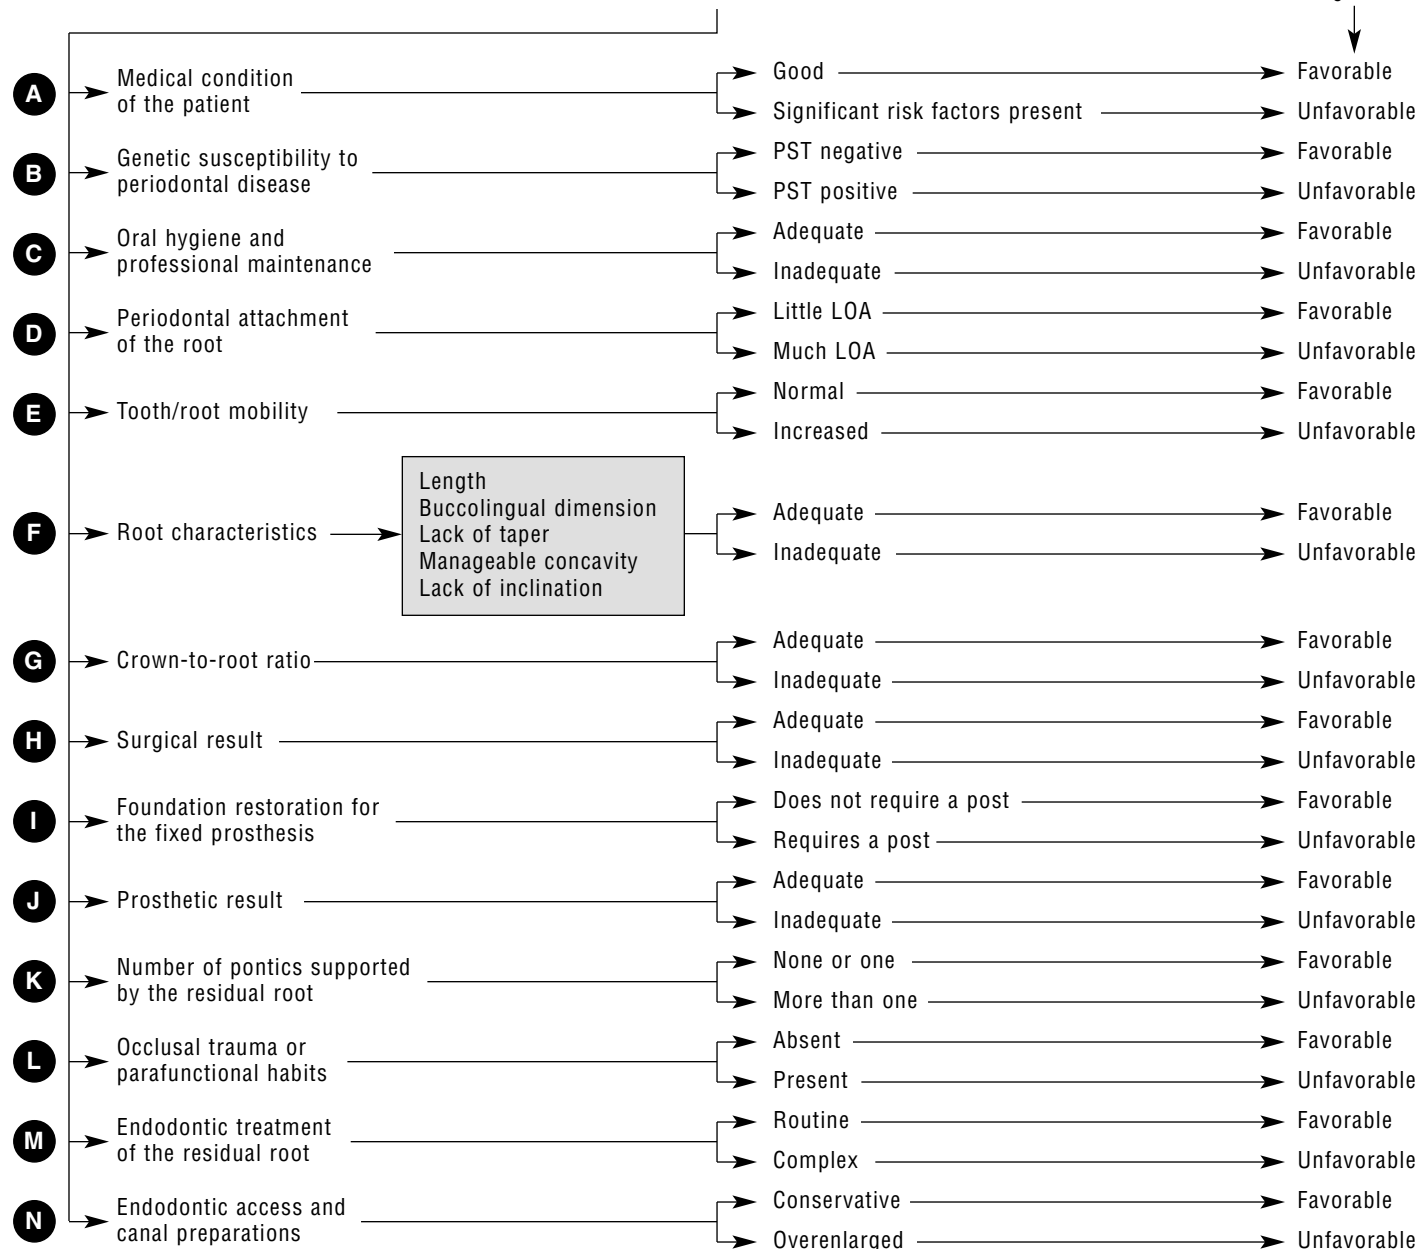 A
Medical condition
of the patient
Good
Favorable
Significant risk factors present
Unfavorable
B
Genetic susceptibility to
periodontal disease
PST negative
Favorable
PST positive
Unfavorable
C
Oral hygiene and
professional maintenance
Adequate
Favorable
Inadequate
Unfavorable
D
Periodontal attachment
of the root
Little LOA
Favorable
Much LOA
Unfavorable
E
Tooth/root mobility
Normal
Favorable
Increased
Unfavorable
F
Root characteristics
Length
Buccolingual dimension
Lack of taper
Manageable concavity
Lack of inclination
Adequate
Favorable
Inadequate
Unfavorable
G
Crown-to-root ratio
Adequate
Favorable
Inadequate
Unfavorable
H
Surgical result
Adequate
Favorable
Inadequate
Unfavorable
I
Foundation restoration for
the fixed prosthesis
Does not require a post
Favorable
Requires a post
Unfavorable
J
Prosthetic result
Adequate
Favorable
Inadequate
Unfavorable
K
Number of pontics supported
by the residual root
None or one
Favorable
More than one
Unfavorable
L
Occlusal trauma or
parafunctional habits
Absent
Favorable
Present
Unfavorable
M
Endodontic treatment
of the residual root
Routine
Favorable
Complex
Unfavorable
N
Endodontic access and
canal preparations
Conservative
Favorable
Overenlarged
Unfavorable